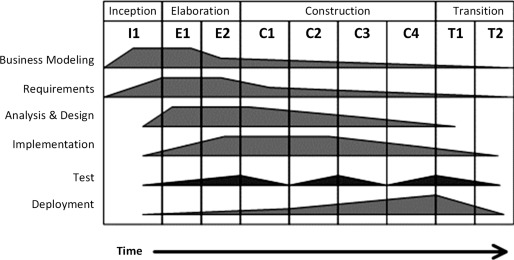 Inception Elaboration Construction Transition
I1 E1 E2 C1 C2 C3 C4 T1 T2
Business Modeling
Requirements
Analysis & Design
Implementation
Test
Deployment
Time